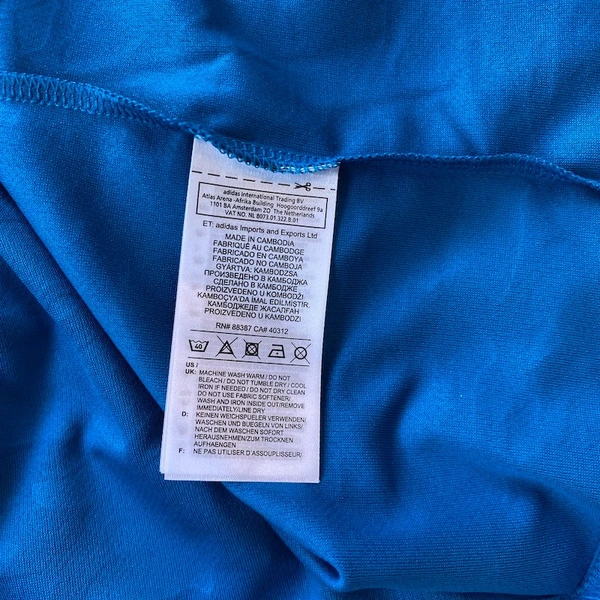 adidas International Trading BV
Atlas Arena -Afrika Building Hoogoorddreef 9a
1101 BA Amsterdam ZO The Netherlands
VAT NO. NL 8073.01.322.B.01
ET: adidas Imports and Exports Ltd
MADE IN CAMBODIA
FABRIQUÉ AU CAMBODGE
FABRICADO EN CAMBOYA
FABRICADO NO CAMBOJA
GYÁRTVA: KAMBODZSA
ПРОИЗВЕДЕНО В КАМБОДЖА
СДЕЛАНО В КАМБОДЖЕ
PROIZVEDENO U KOMBODŽI
KAMBOÇYA'DA İMAL EDİLMİŞTİR.
КАМБОДЖЕДЕ ЖАСАЛҒАН
PROIZVEDENO V KAMBODŽI
RN# 88387 CA# 40312
40
US /
UK: MACHINE WASH WARM / DO NOT
BLEACH / DO NOT TUMBLE DRY / COOL
IRON IF NEEDED / DO NOT DRY CLEAN
DO NOT USE FABRIC SOFTENER/
WASH AND IRON INSIDE OUT/REMOVE
IMMEDIATELY/LINE DRY
D: KEINEN WEICHSPUELER VERWENDEN/
WASCHEN UND BUEGELN VON LINKS/
NACH DEM WASCHEN SOFORT
HERAUSNEHMEN/ZUM TROCKNEN
AUFHAENGEN
F: NE PAS UTILISER D'ASSOUPLISSEUR/